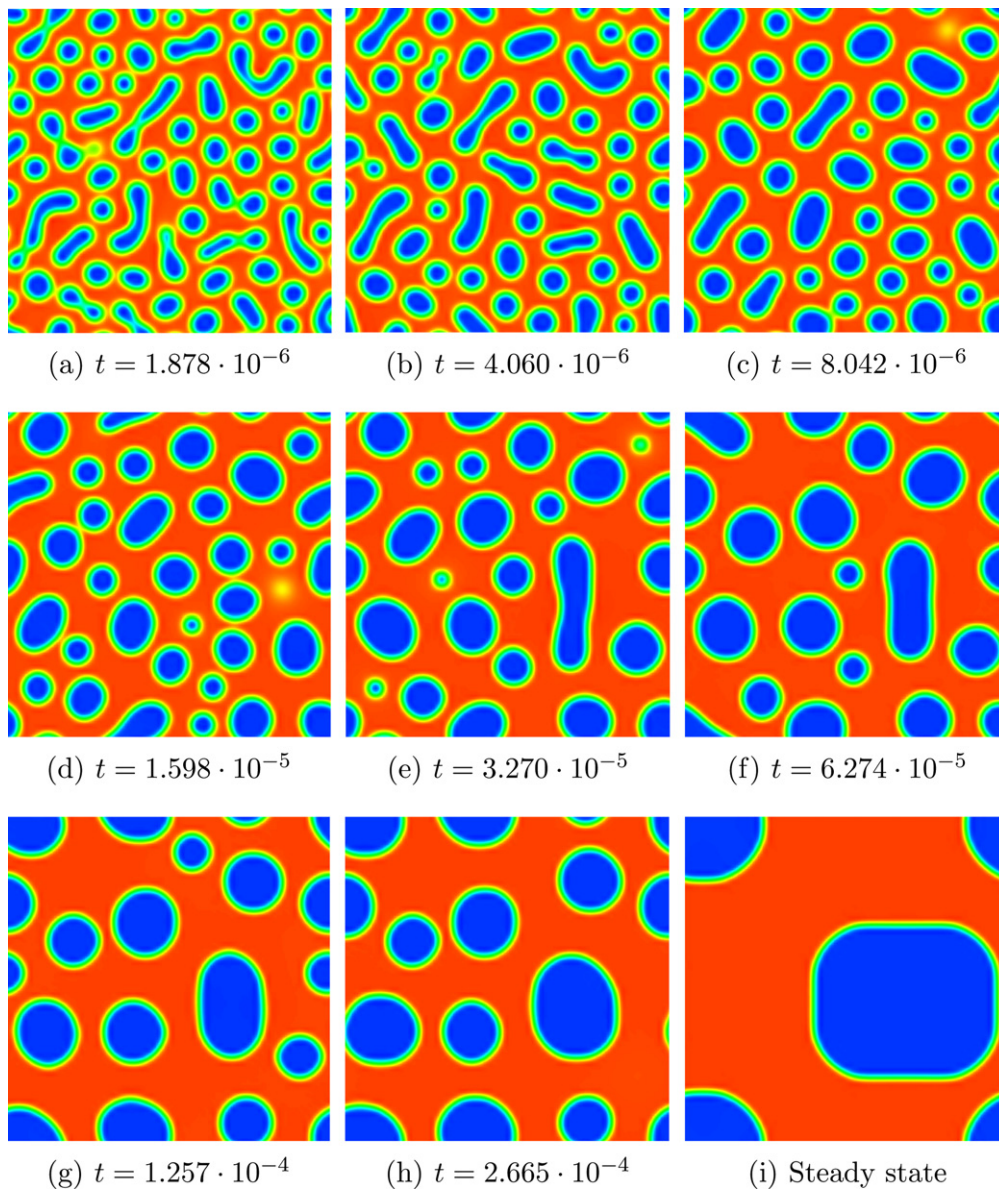 (a) t = 1.878 · 10⁻⁶ (b) t = 4.060 · 10⁻⁶ (c) t = 8.042 · 10⁻⁶
(d) t = 1.598 · 10⁻⁵ (e) t = 3.270 · 10⁻⁵ (f) t = 6.274 · 10⁻⁵
(g) t = 1.257 · 10⁻⁴ (h) t = 2.665 · 10⁻⁴ (i) Steady state